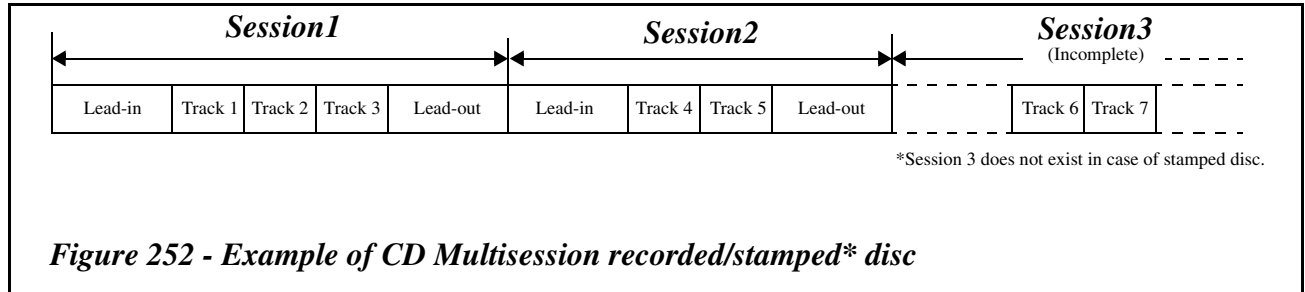 Session1 Session2 Session3
(Incomplete)
Lead-in Track 1 Track 2 Track 3 Lead-out Lead-in Track 4 Track 5 Lead-out Track 6 Track 7
*Session 3 does not exist in case of stamped disc.
Figure 252 - Example of CD Multisession recorded/stamped* disc